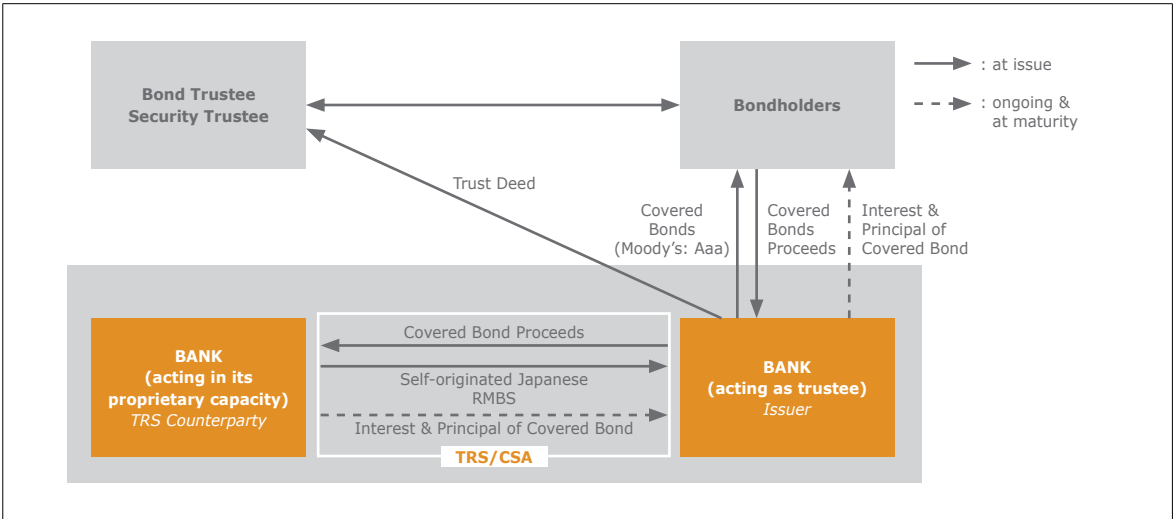 Bond Trustee
Security Trustee
Bondholders
: at issue
: ongoing &
at maturity
Trust Deed
Covered
Bonds
(Moody's: Aaa)
Covered
Bonds
Proceeds
Interest &
Principal of
Covered Bond
BANK
(acting in its
proprietary capacity)
TRS Counterparty
Covered Bond Proceeds
Self-originated Japanese
RMBS
Interest & Principal of Covered Bond
TRS/CSA
BANK
(acting as trustee)
Issuer